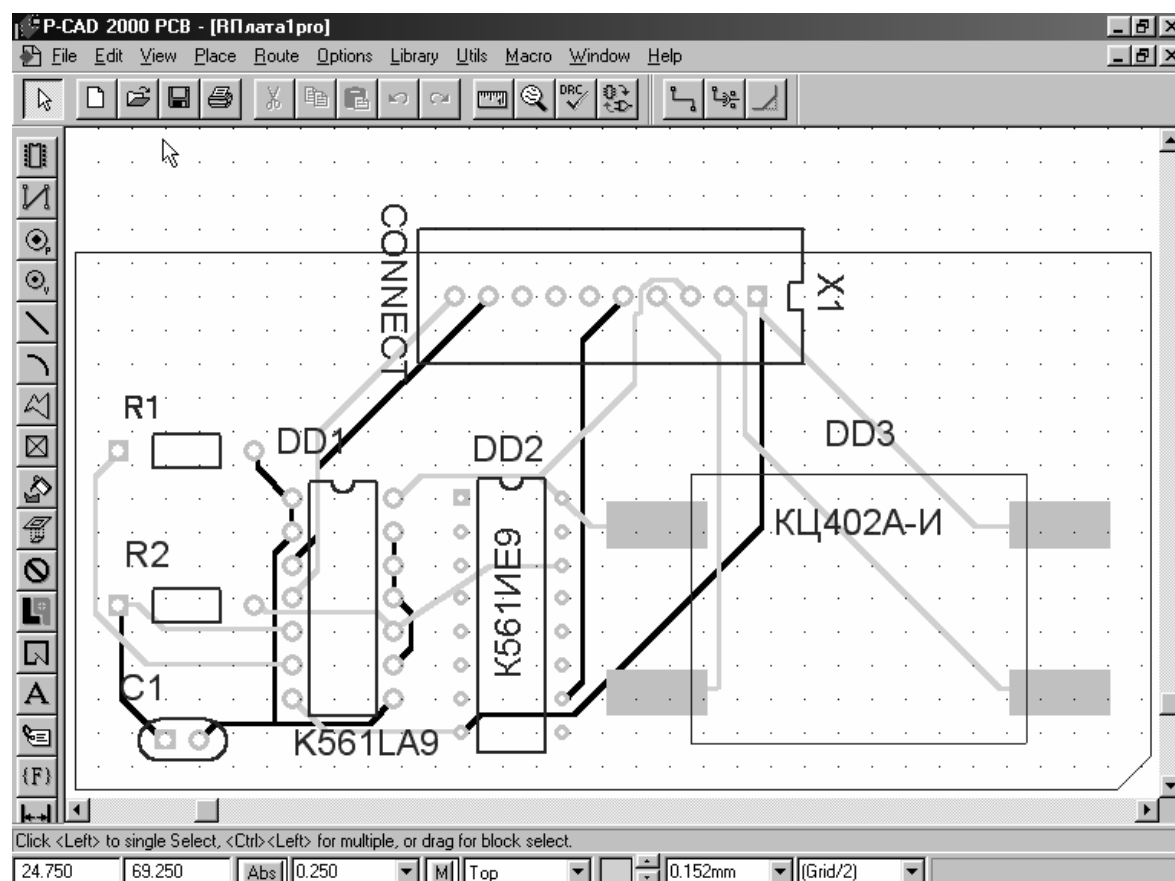 P-CAD 2000 PCB - [RПлата1pro]
File Edit View Place Route Options Library Utils Macro Window Help
DRC
CONNECT
X1
R1
DD1
DD2
DD3
КЦ402А-И
R2
К561ИЕ9
C1
K561LA9
P
V
A
{F}
Click <Left> to single Select, <Ctrl><Left> for multiple, or drag for block select.
24.750 69.250 Abs 0.250 M Top 0.152mm (Grid/2)